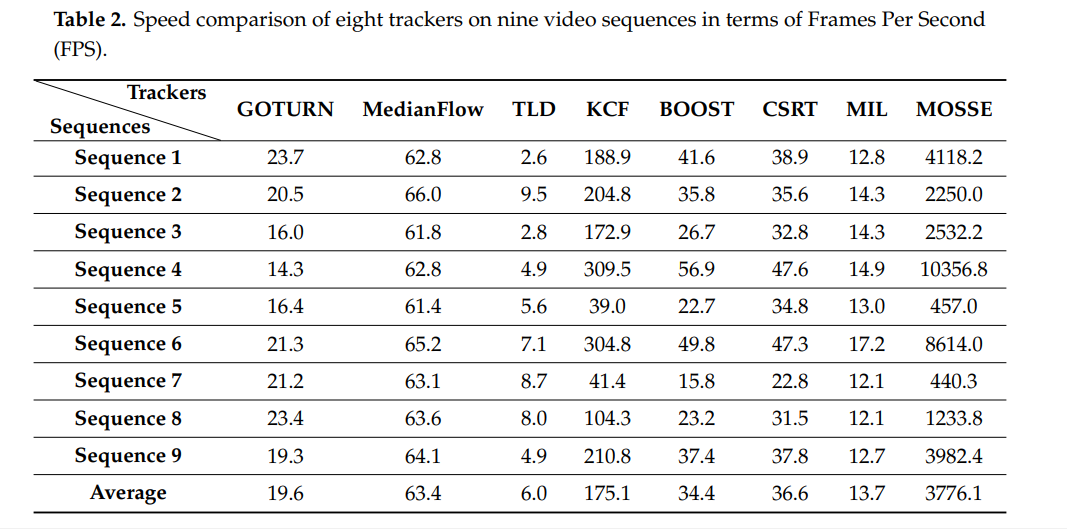 Table 2. Speed comparison of eight trackers on nine video sequences in terms of Frames Per Second
(FPS).
Trackers
Sequences
GOTURN MedianFlow TLD KCF BOOST CSRT MIL MOSSE
Sequence 1 23.7 62.8 2.6 188.9 41.6 38.9 12.8 4118.2
Sequence 2 20.5 66.0 9.5 204.8 35.8 35.6 14.3 2250.0
Sequence 3 16.0 61.8 2.8 172.9 26.7 32.8 14.3 2532.2
Sequence 4 14.3 62.8 4.9 309.5 56.9 47.6 14.9 10356.8
Sequence 5 16.4 61.4 5.6 39.0 22.7 34.8 13.0 457.0
Sequence 6 21.3 65.2 7.1 304.8 49.8 47.3 17.2 8614.0
Sequence 7 21.2 63.1 8.7 41.4 15.8 22.8 12.1 440.3
Sequence 8 23.4 63.6 8.0 104.3 23.2 31.5 12.1 1233.8
Sequence 9 19.3 64.1 4.9 210.8 37.4 37.8 12.7 3982.4
Average 19.6 63.4 6.0 175.1 34.4 36.6 13.7 3776.1